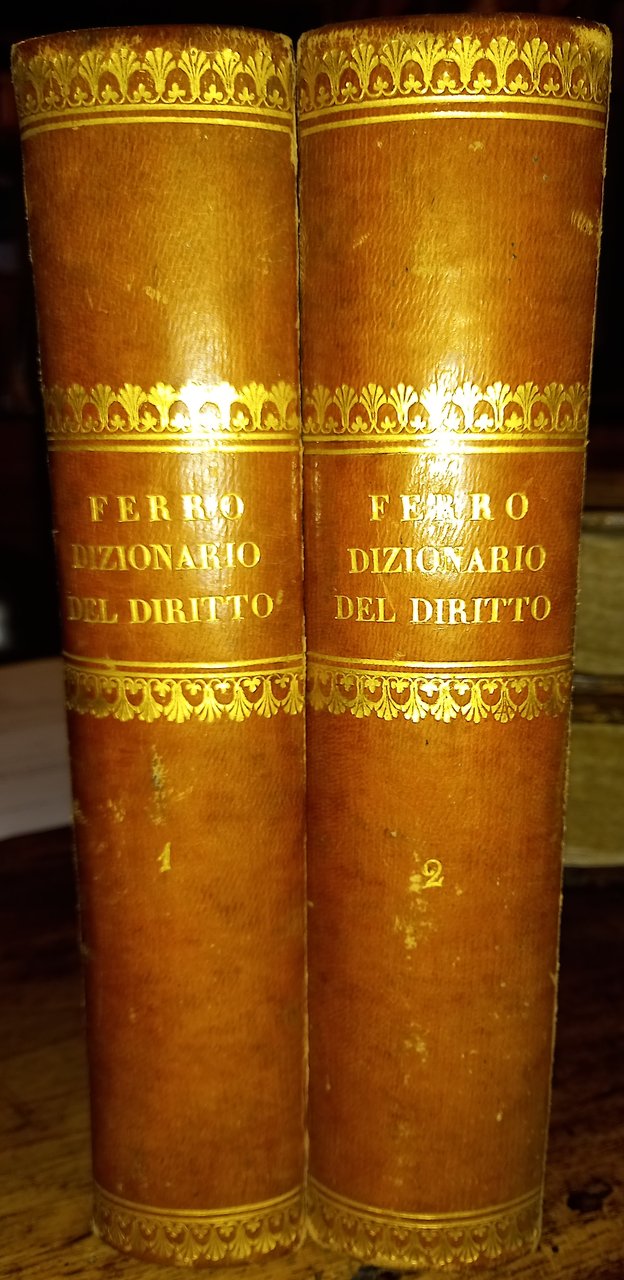 FERRO
DIZIONARIO
DEL DIRITTO
1
FERRO
DIZIONARIO
DEL DIRITTO
2